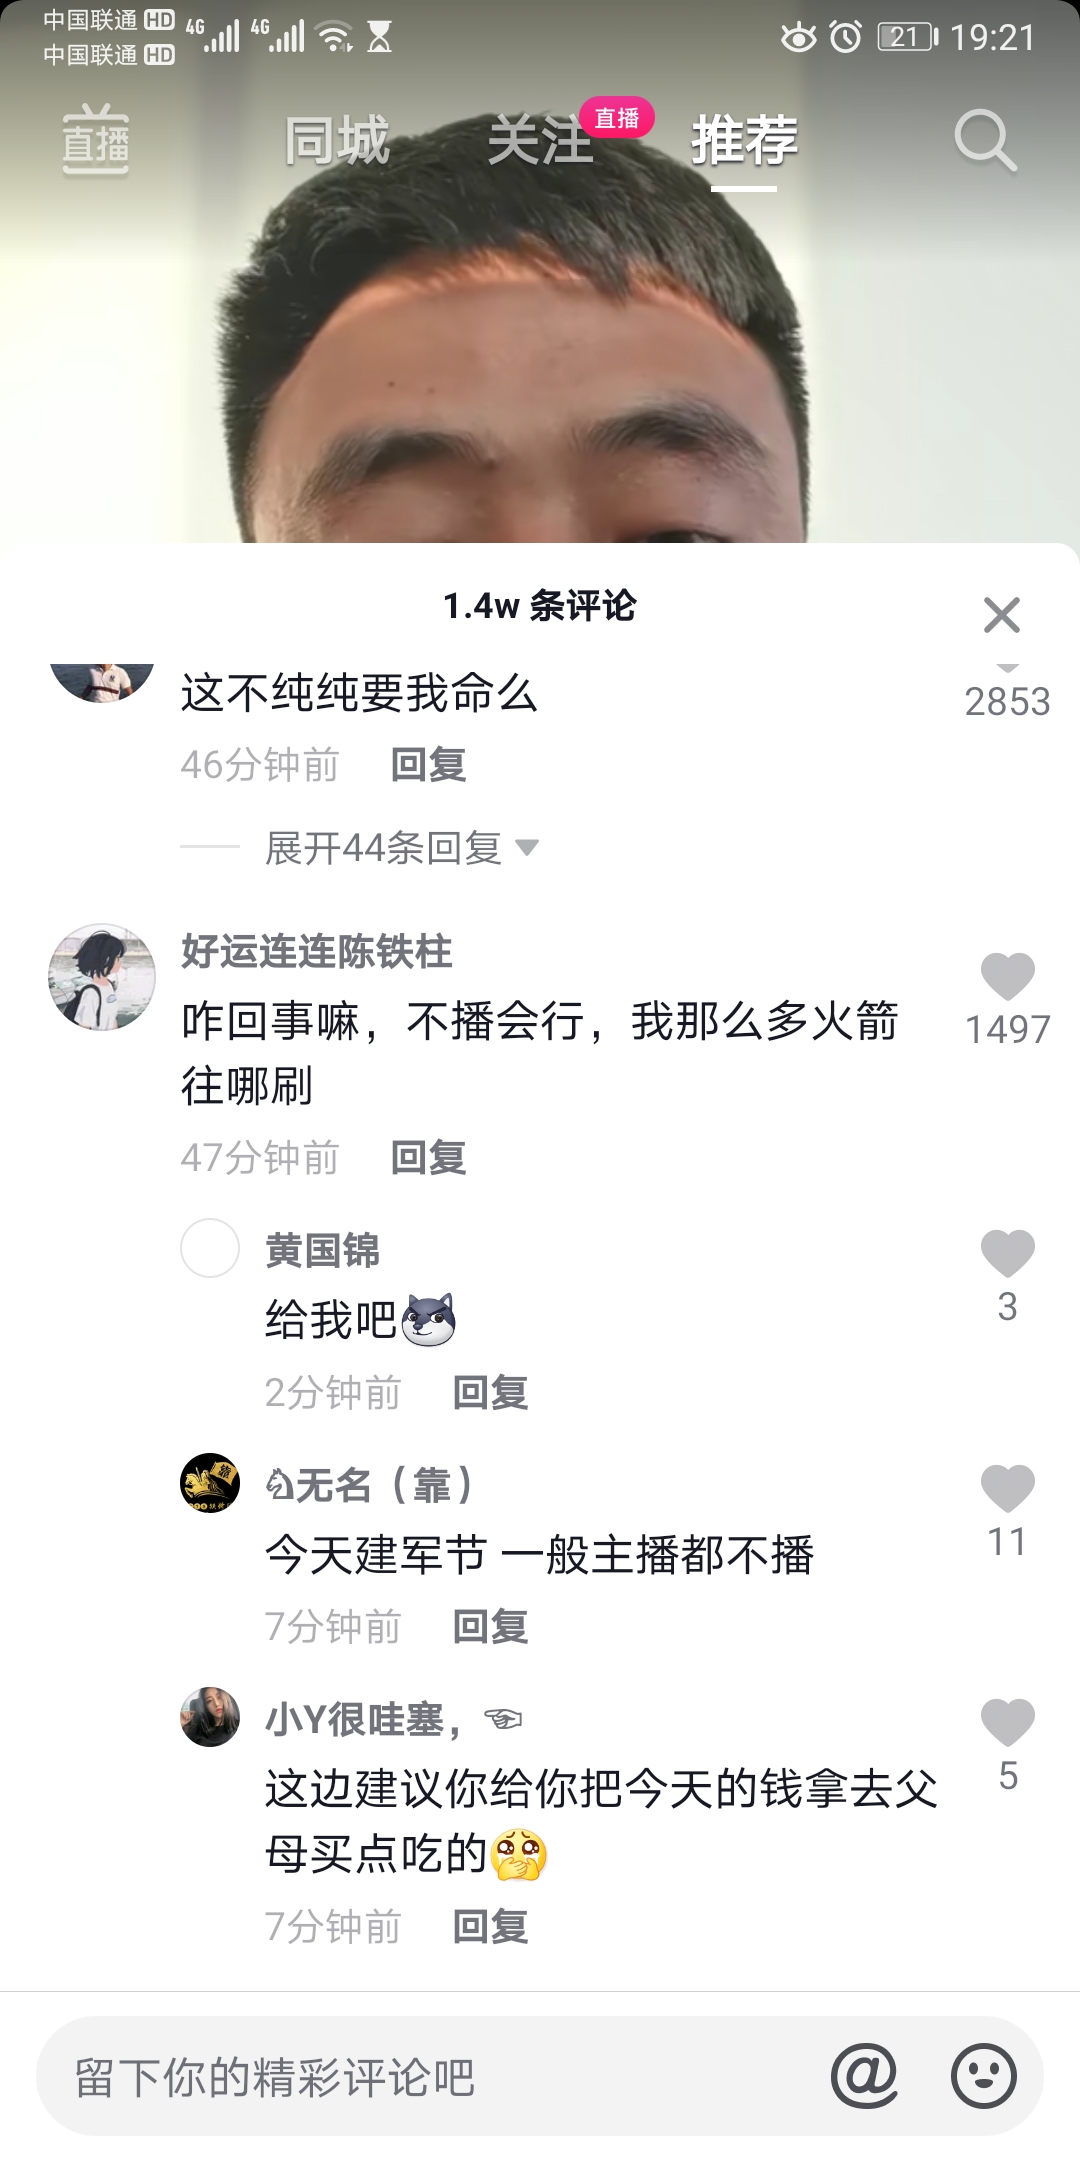 中国联通 HD 4G 4G 21 19:21
中国联通 HD
直播 同城 关注 直播 推荐
1.4w 条评论
这不纯纯要我命么
2853
46分钟前 回复
展开44条回复
好运连连陈铁柱
咋回事嘛，不播会行，我那么多火箭
往哪刷
1497
47分钟前 回复
黄国锦
给我吧
3
2分钟前 回复
♘无名（靠）
今天建军节 一般主播都不播
11
7分钟前 回复
小Y很哇塞，☜
这边建议你给你把今天的钱拿去父
母买点吃的
5
7分钟前 回复
留下你的精彩评论吧 @